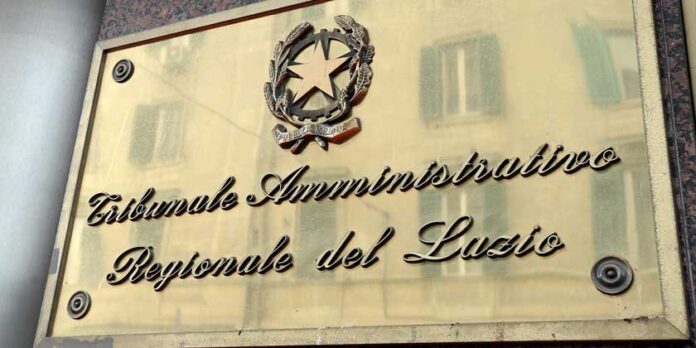 Tribunale Amministrativo
Regionale del Lazio